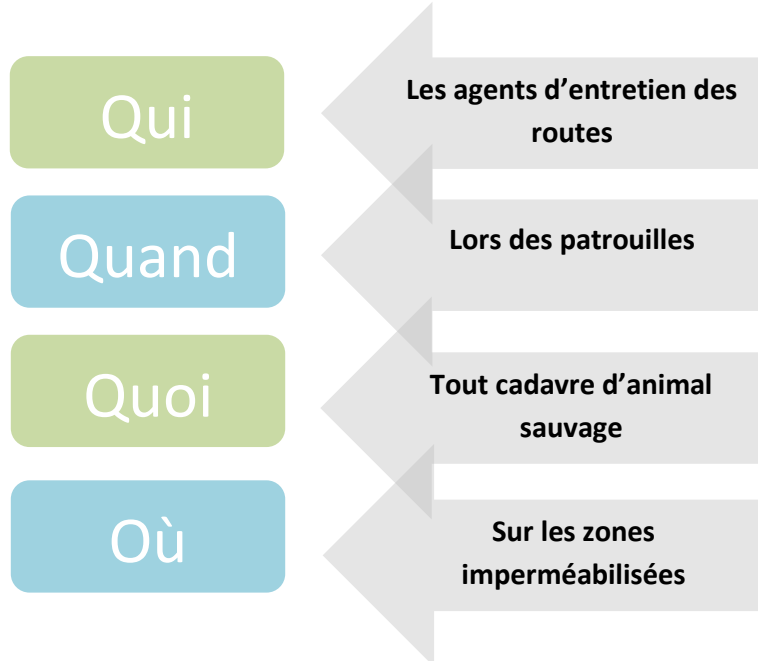 Qui
Les agents d’entretien des
routes
Quand
Lors des patrouilles
Quoi
Tout cadavre d’animal
sauvage
Où
Sur les zones
imperméabilisées